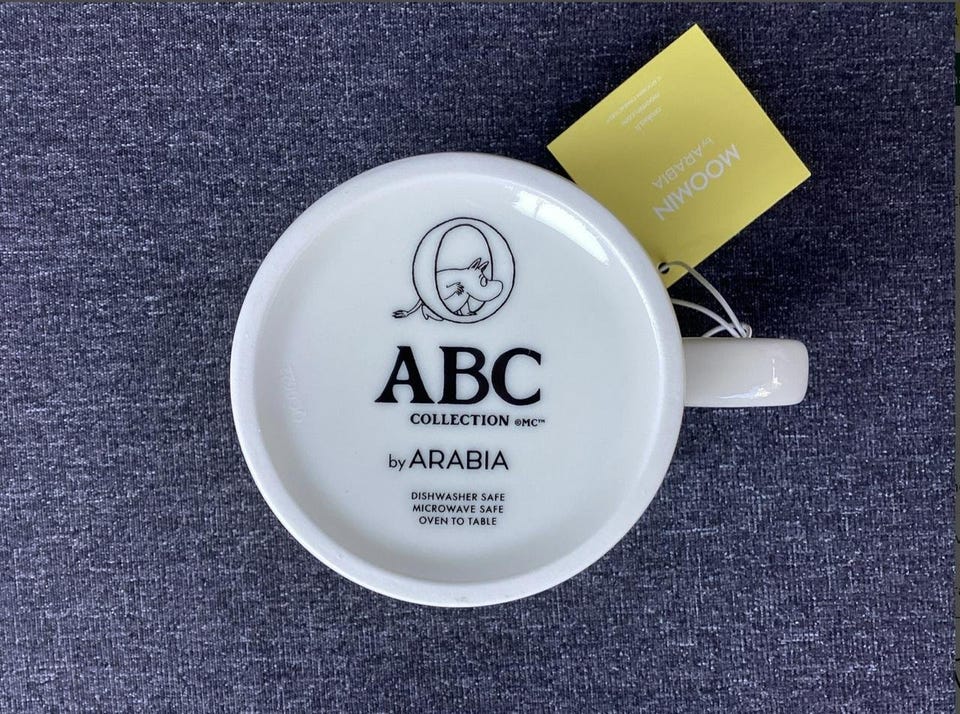 O
ABC
COLLECTION ©MC™
by ARABIA
DISHWASHER SAFE
MICROWAVE SAFE
OVEN TO TABLE
MOOMIN
by ARABIA